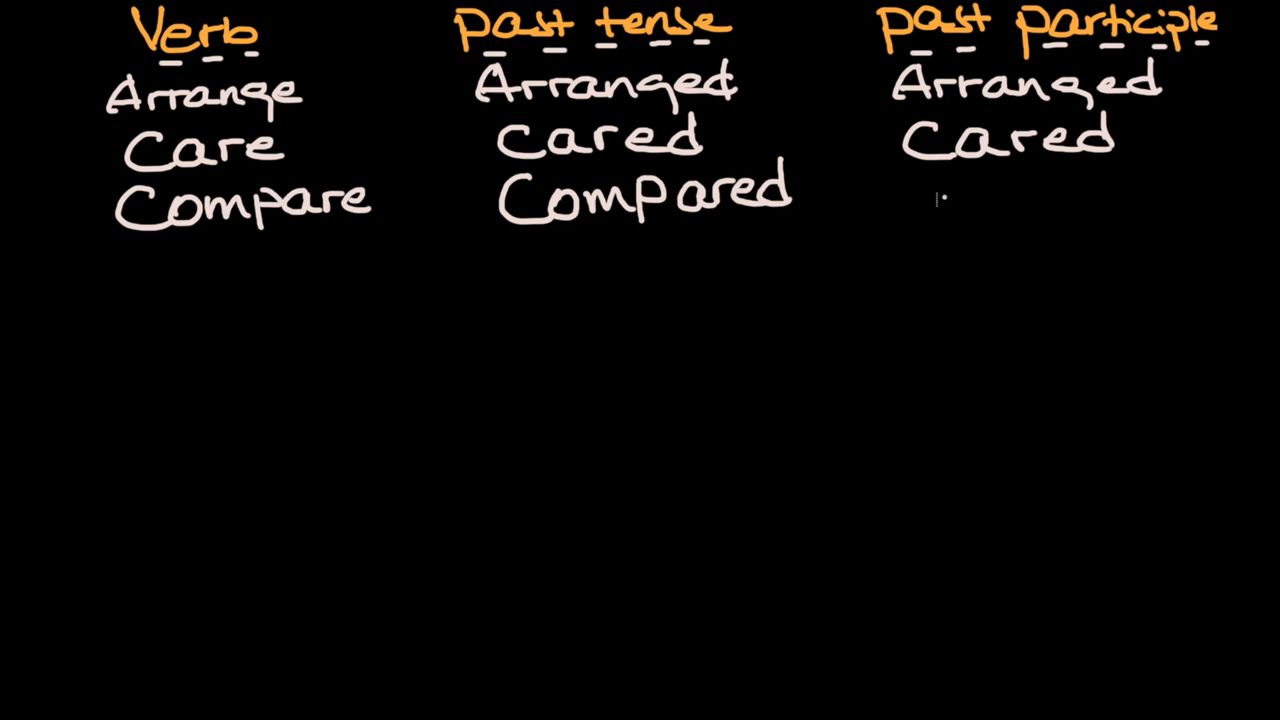 Verb past tense past participle
Arrange Arranged Arranged
Care Cared Cared
Compare Compared